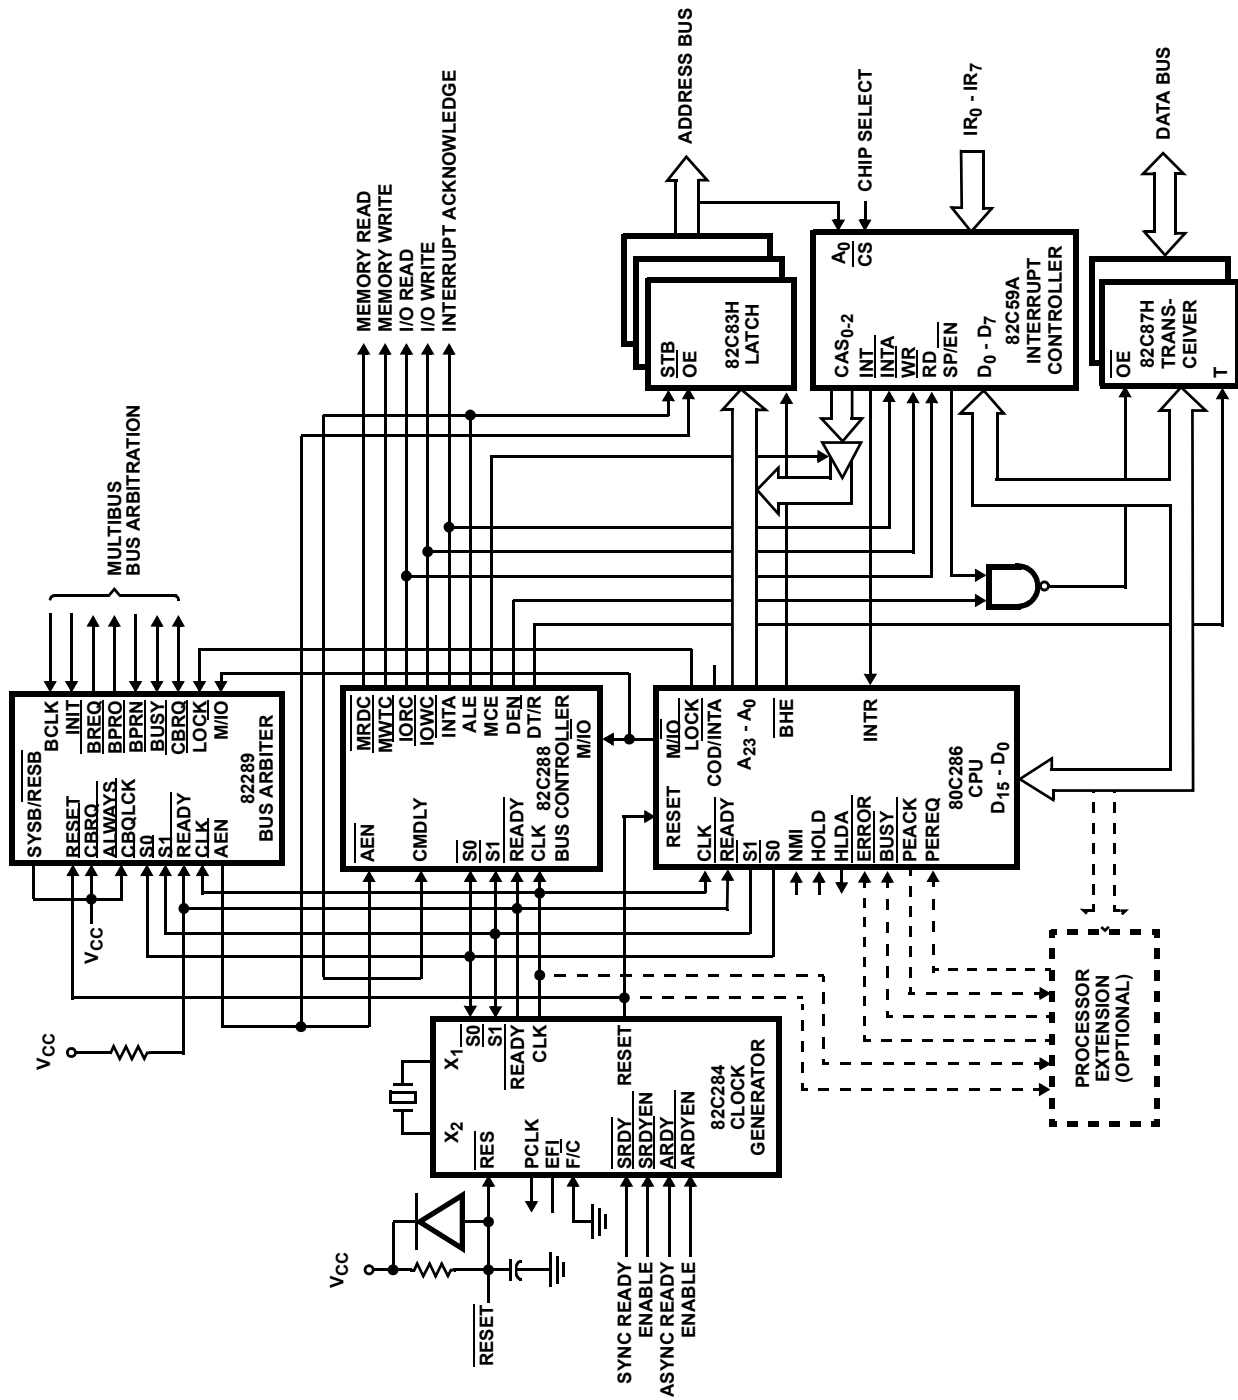 MULTIBUS
BUS ARBITRATION
SYSB/RESB
RESET
CBRQ
ALWAYS
CBQLCK
S0
S1
READY
CLK
AEN
82289
BUS ARBITER
BCLK
INIT
BREQ
BPRO
BPRN
BUSY
CBRQ
LOCK
M/IO
VCC
VCC
MEMORY READ
MEMORY WRITE
I/O READ
I/O WRITE
INTERRUPT ACKNOWLEDGE
AEN
CMDLY
S0
S1
READY
CLK
82C288
BUS CONTROLLER
MRDC
MWTC
IORC
IOWC
INTA
ALE
MCE
DEN
DT/R
M/IO
ADDRESS BUS
STB
OE
82C83H
LATCH
CHIP SELECT
IR0 - IR7
A0
CS
CAS0-2
INT
INTA
WR
RD
SP/EN
D0 - D7
82C59A
INTERRUPT
CONTROLLER
DATA BUS
OE
82C87H
TRANS-
CEIVER
T
RESET
CLK
READY
S1
S0
NMI
HOLD
HLDA
ERROR
BUSY
PEACK
PEREQ
M/IO
LOCK
COD/INTA
A23 - A0
BHE
INTR
80C286
CPU
D15 - D0
PROCESSOR
EXTENSION
(OPTIONAL)
X2
X1
RES
PCLK
EFI
F/C
SRDY
SRDYEN
ARDY
ARDYEN
S0
S1
READY
CLK
RESET
82C284
CLOCK
GENERATOR
VCC
RESET
SYNC READY
ENABLE
ASYNC READY
ENABLE